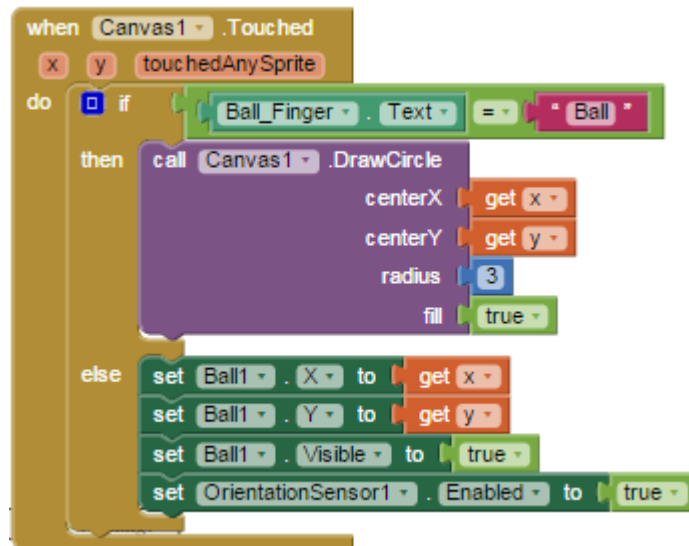 when Canvas1 .Touched
x y touchedAnySprite
do if Ball_Finger . Text = " Ball "
then call Canvas1 .DrawCircle
centerX get x
centerY get y
radius 3
fill true
else set Ball1 . X to get x
set Ball1 . Y to get y
set Ball1 . Visible to true
set OrientationSensor1 . Enabled to true